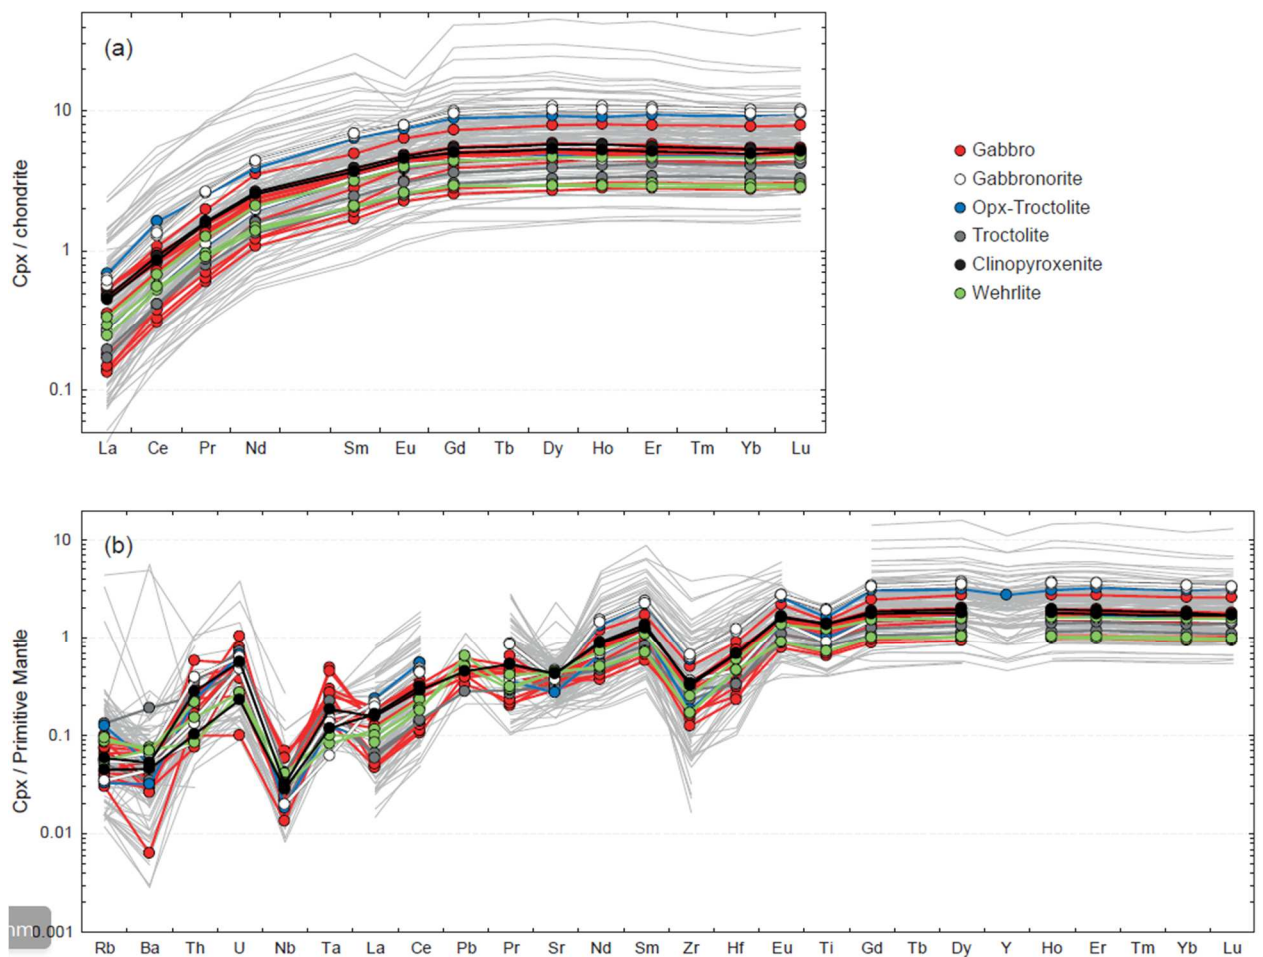 (a)
10
1
0.1
Cpx / chondrite
La Ce Pr Nd Sm Eu Gd Tb Dy Ho Er Tm Yb Lu
Gabbro
Gabbronorite
Opx-Troctolite
Troctolite
Clinopyroxenite
Wehrlite
(b)
10
1
0.1
0.01
0.001
Cpx / Primitive Mantle
Rb Ba Th U Nb Ta La Ce Pb Pr Sr Nd Sm Zr Hf Eu Ti Gd Tb Dy Y Ho Er Tm Yb Lu